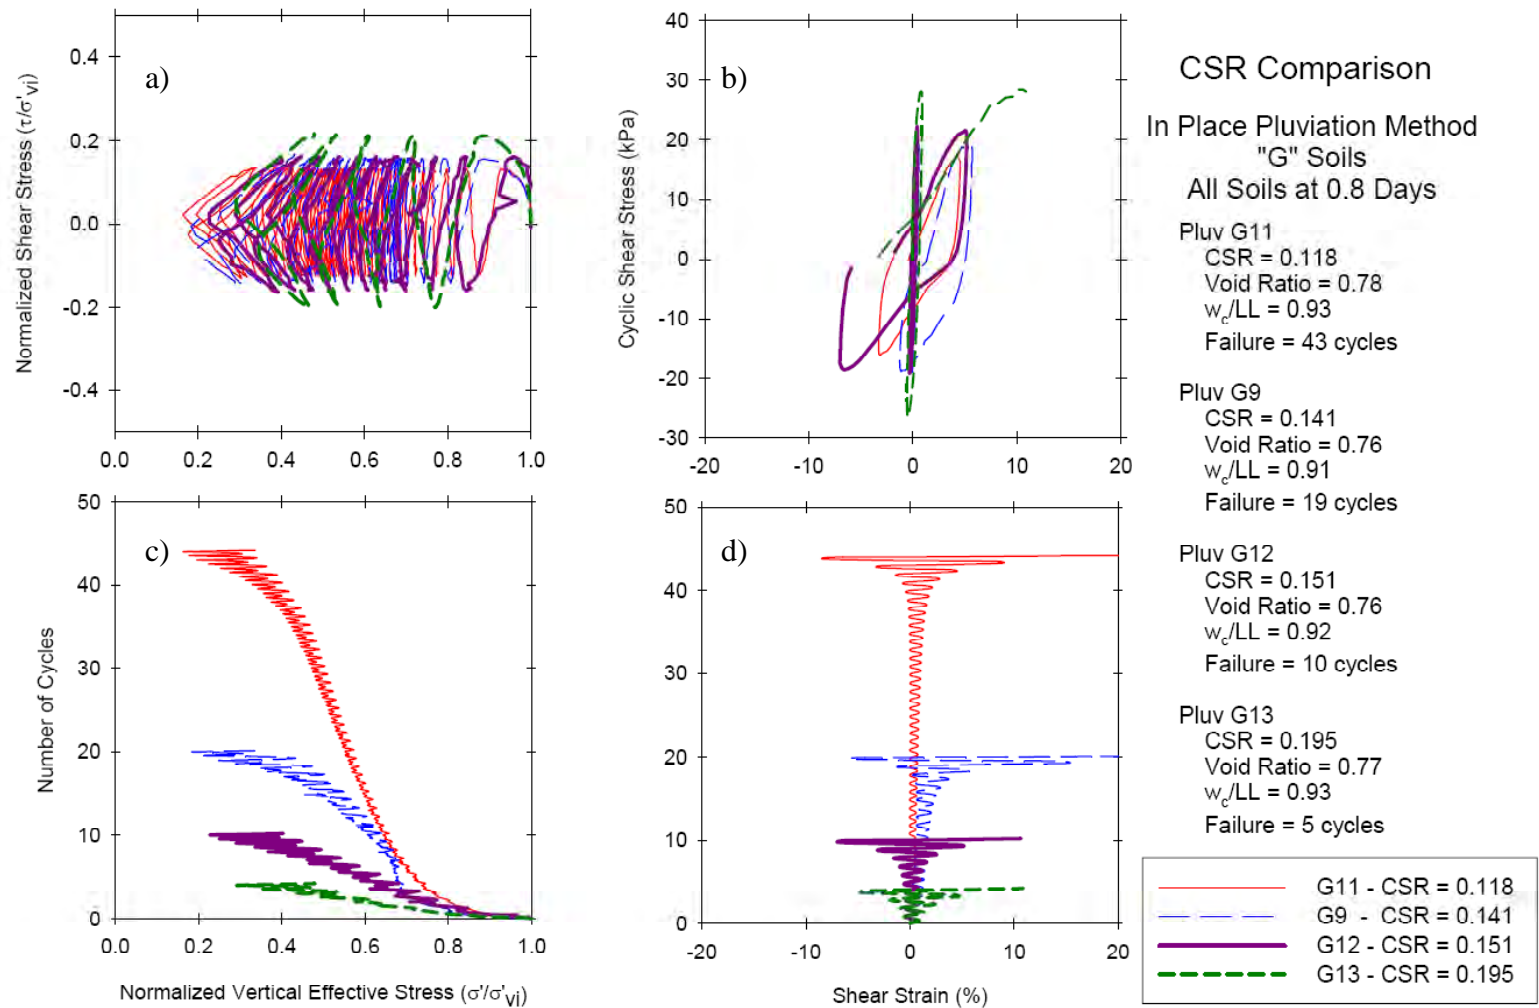 a)
0.4
0.2
0.0
-0.2
-0.4
Normalized Shear Stress (τ/σ'vi)
0.0 0.2 0.4 0.6 0.8 1.0
b)
40
30
20
10
0
-10
-20
-30
Cyclic Shear Stress (kPa)
-20 -10 0 10 20
c)
50
40
30
20
10
0
Number of Cycles
0.0 0.2 0.4 0.6 0.8 1.0
Normalized Vertical Effective Stress (σ'/σ'vi)
d)
50
40
30
20
10
0
-20 -10 0 10 20
Shear Strain (%)
CSR Comparison
In Place Pluviation Method
"G" Soils
All Soils at 0.8 Days
Pluv G11
CSR = 0.118
Void Ratio = 0.78
wc/LL = 0.93
Failure = 43 cycles
Pluv G9
CSR = 0.141
Void Ratio = 0.76
wc/LL = 0.91
Failure = 19 cycles
Pluv G12
CSR = 0.151
Void Ratio = 0.76
wc/LL = 0.92
Failure = 10 cycles
Pluv G13
CSR = 0.195
Void Ratio = 0.77
wc/LL = 0.93
Failure = 5 cycles
G11 - CSR = 0.118
G9 - CSR = 0.141
G12 - CSR = 0.151
G13 - CSR = 0.195